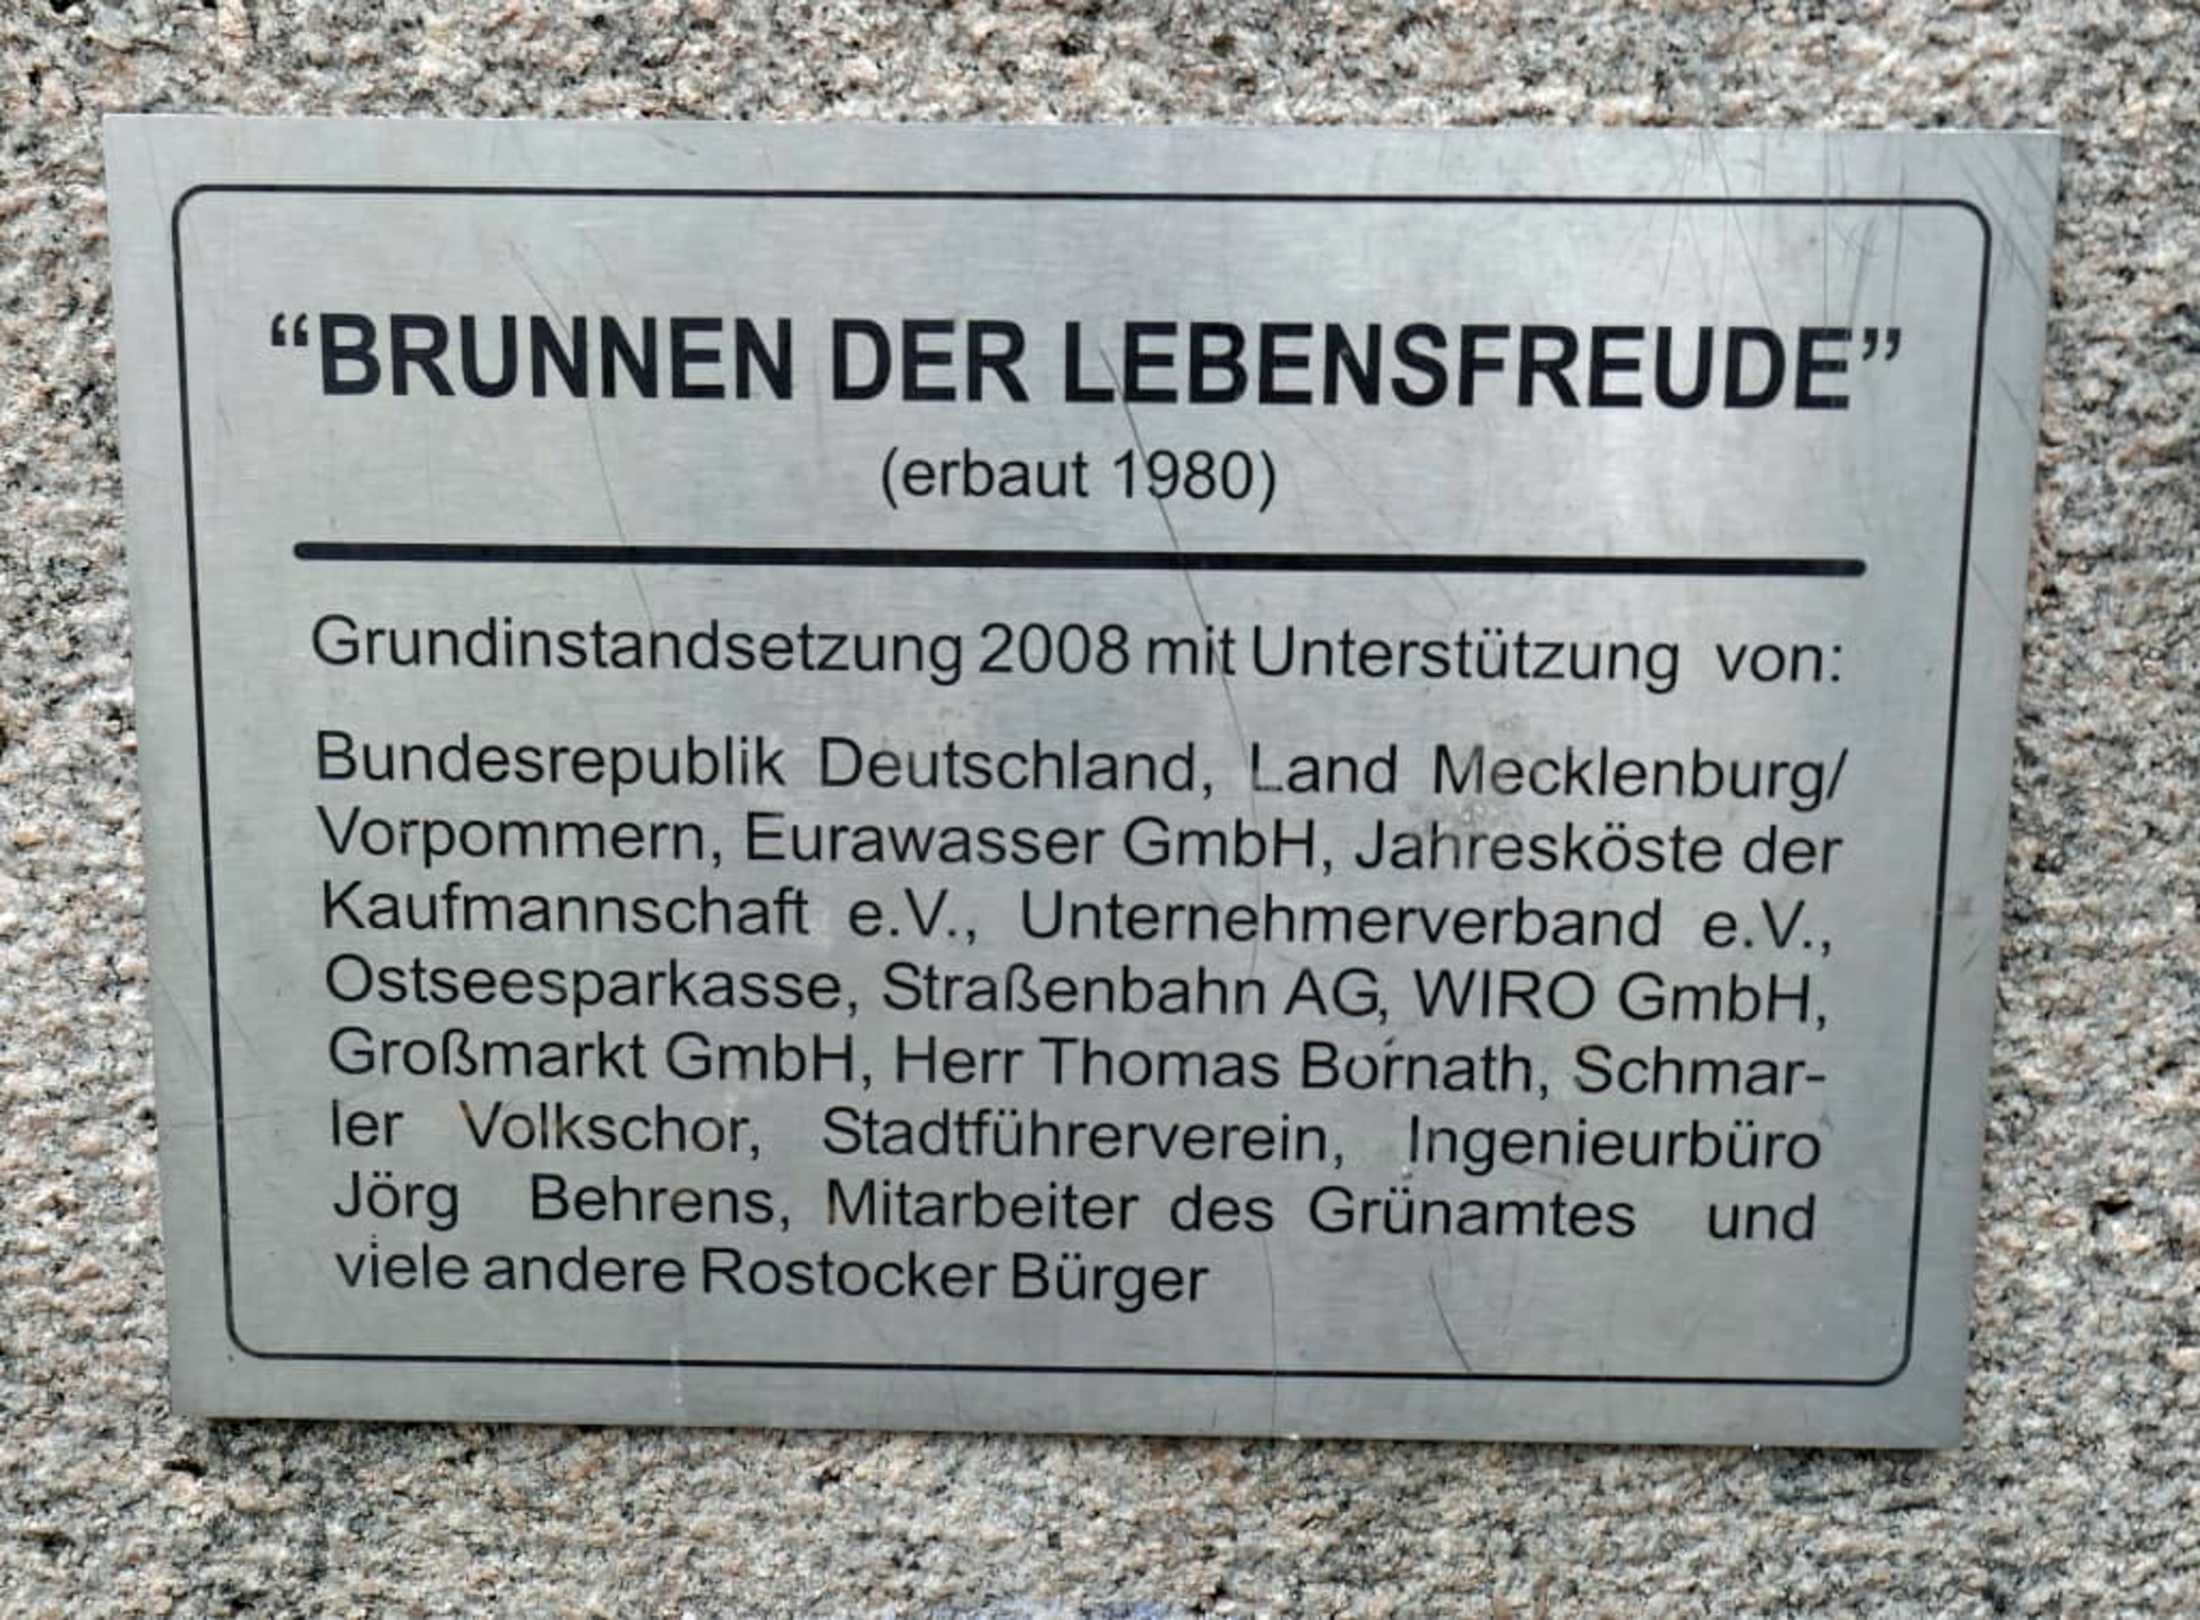 “BRUNNEN DER LEBENSFREUDE”
(erbaut 1980)
Grundinstandsetzung 2008 mit Unterstützung von:
Bundesrepublik Deutschland, Land Mecklenburg/
Vorpommern, Eurawasser GmbH, Jahresköste der
Kaufmannschaft e.V., Unternehmerverband e.V.,
Ostseesparkasse, Straßenbahn AG, WIRO GmbH,
Großmarkt GmbH, Herr Thomas Bornath, Schmar-
ler Volkschor, Stadtführerverein, Ingenieurbüro
Jörg Behrens, Mitarbeiter des Grünamtes und
viele andere Rostocker Bürger